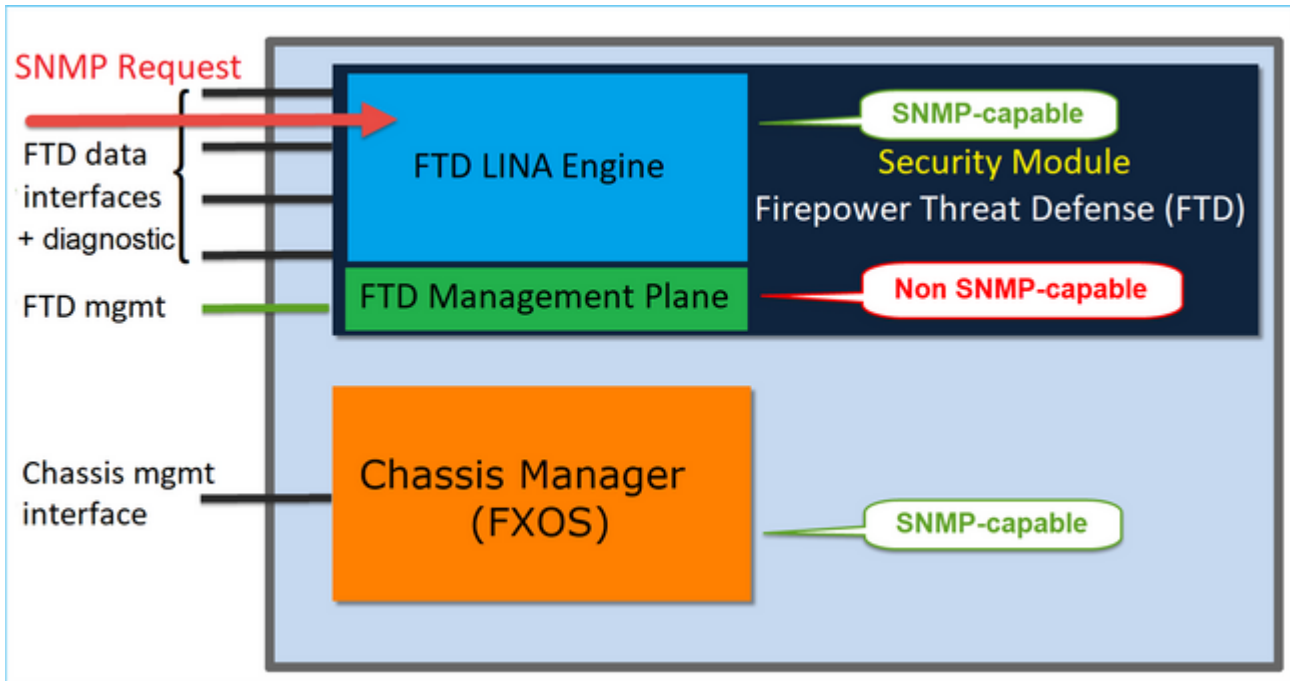 SNMP Request
FTD data
interfaces
+ diagnostic
FTD mgmt
Chassis mgmt
interface
FTD LINA Engine
FTD Management Plane
SNMP-capable
Security Module
Firepower Threat Defense (FTD)
Non SNMP-capable
Chassis Manager
(FXOS)
SNMP-capable